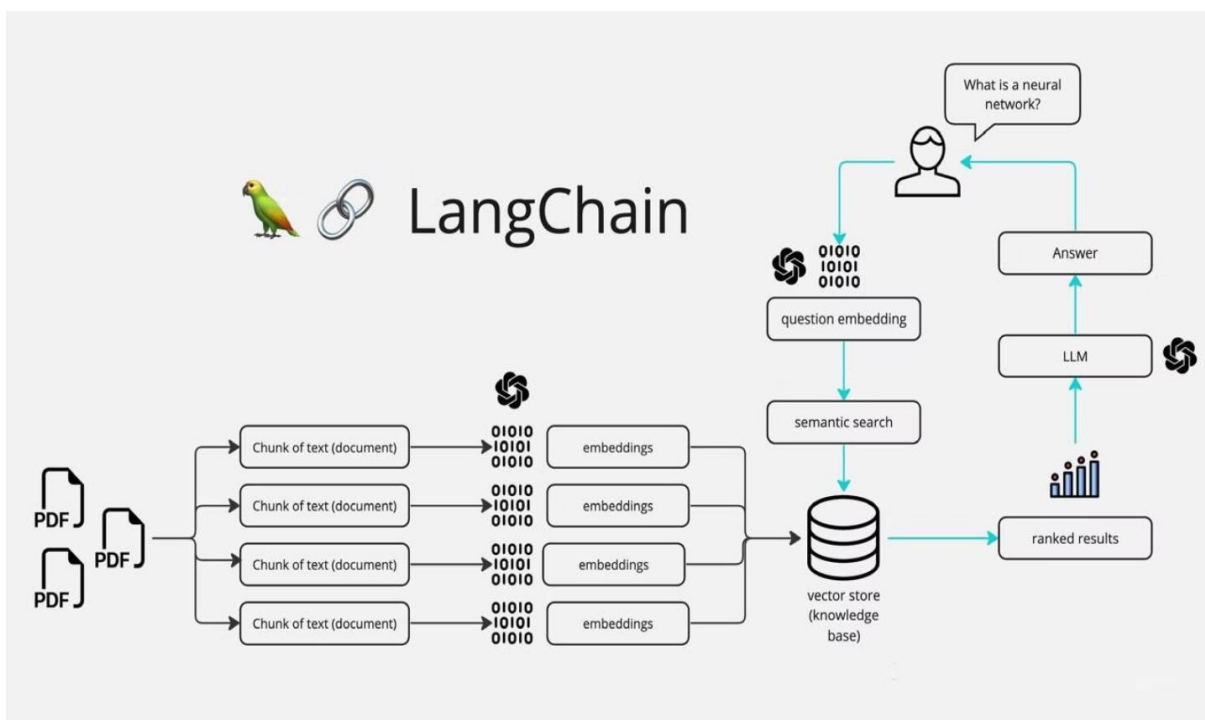 What is a neural
network?
LangChain
01010
10101
01010
Answer
question embedding
LLM
semantic search
01010
10101
01010
Chunk of text (document)
embeddings
PDF
01010
10101
01010
Chunk of text (document)
embeddings
PDF
ranked results
01010
10101
01010
Chunk of text (document)
embeddings
PDF
vector store
(knowledge
base)
01010
10101
01010
Chunk of text (document)
embeddings